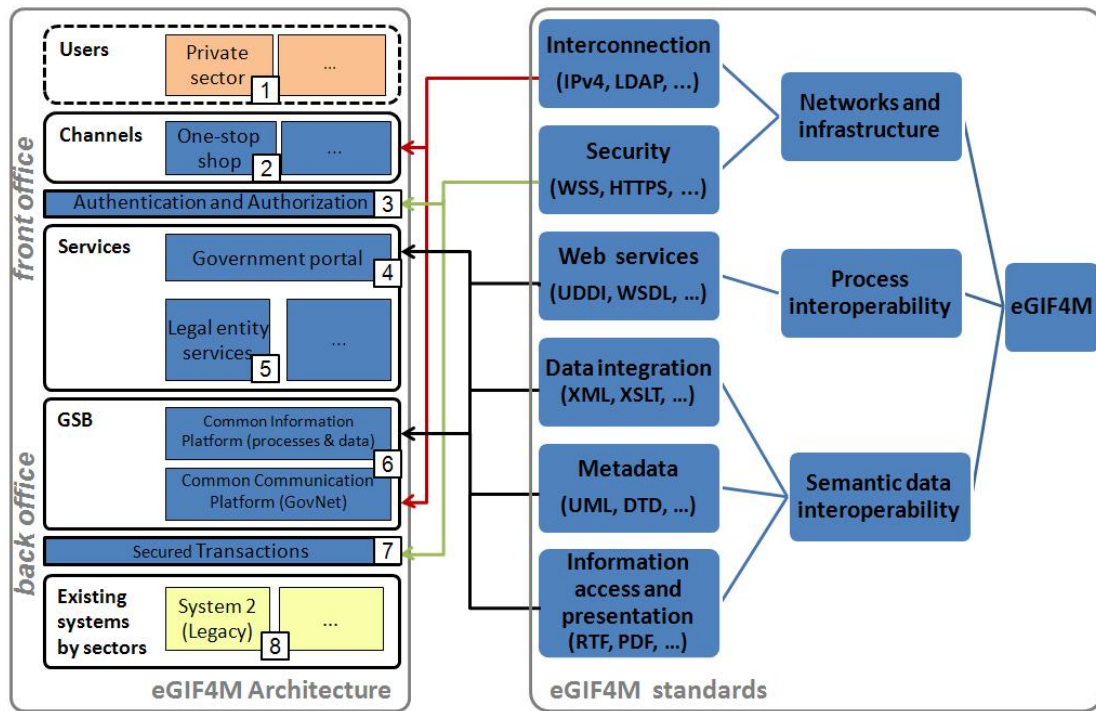 Users
Private
sector
1
...
front office
Channels
One-stop
shop
2
...
Authentication and Authorization
3
Services
Government portal
4
Legal entity
services
5
...
back office
GSB
Common Information
Platform (processes & data)
6
Common Communication
Platform (GovNet)
Secured Transactions
7
Existing
systems
by sectors
System 2
(Legacy)
8
...
eGIF4M Architecture
Interconnection
(IPv4, LDAP, ...)
Security
(WSS, HTTPS, ...)
Web services
(UDDI, WSDL, ...)
Data integration
(XML, XSLT, ...)
Metadata
(UML, DTD, ...)
Information
access and
presentation
(RTF, PDF, ...)
Networks and
infrastructure
Process
interoperability
Semantic data
interoperability
eGIF4M
eGIF4M standards